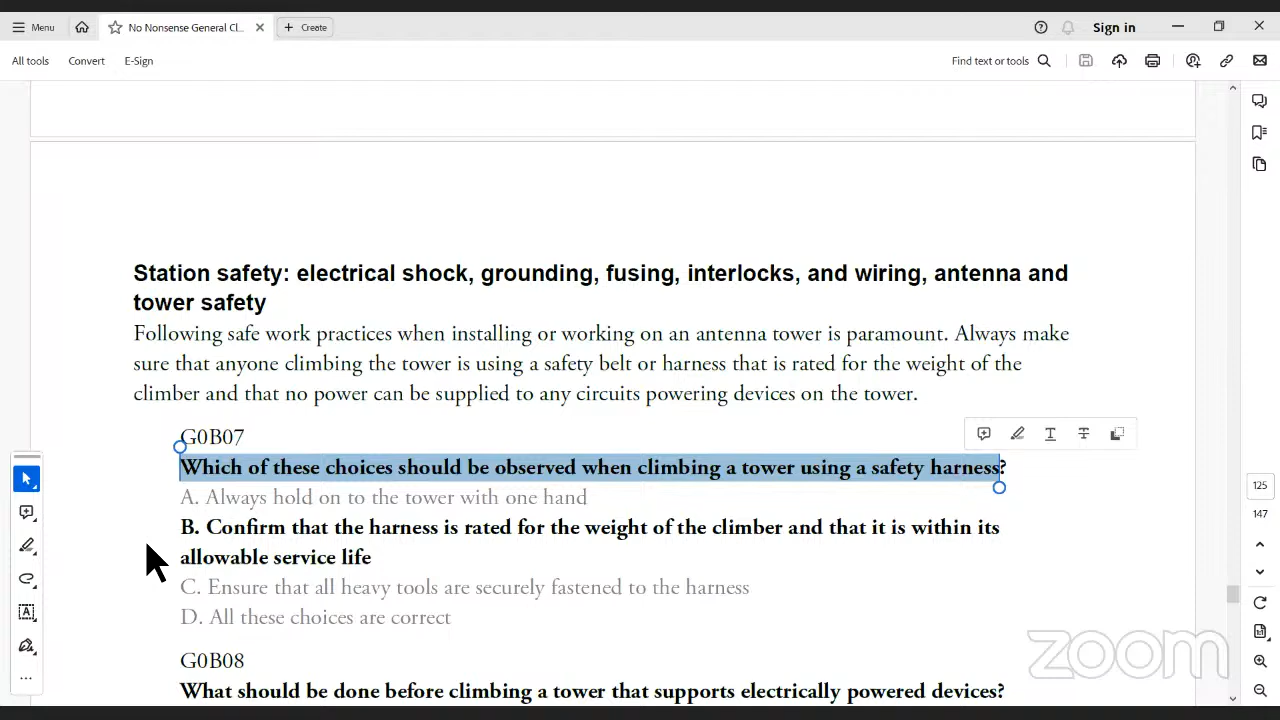 Menu
No Nonsense General Cl...
Create
Sign in
All tools
Convert
E-Sign
Find text or tools
Station safety: electrical shock, grounding, fusing, interlocks, and wiring, antenna and
tower safety
Following safe work practices when installing or working on an antenna tower is paramount. Always make
sure that anyone climbing the tower is using a safety belt or harness that is rated for the weight of the
climber and that no power can be supplied to any circuits powering devices on the tower.
G0B07
Which of these choices should be observed when climbing a tower using a safety harness?
A. Always hold on to the tower with one hand
B. Confirm that the harness is rated for the weight of the climber and that it is within its
allowable service life
C. Ensure that all heavy tools are securely fastened to the harness
D. All these choices are correct
G0B08
What should be done before climbing a tower that supports electrically powered devices?
125
147
zoom